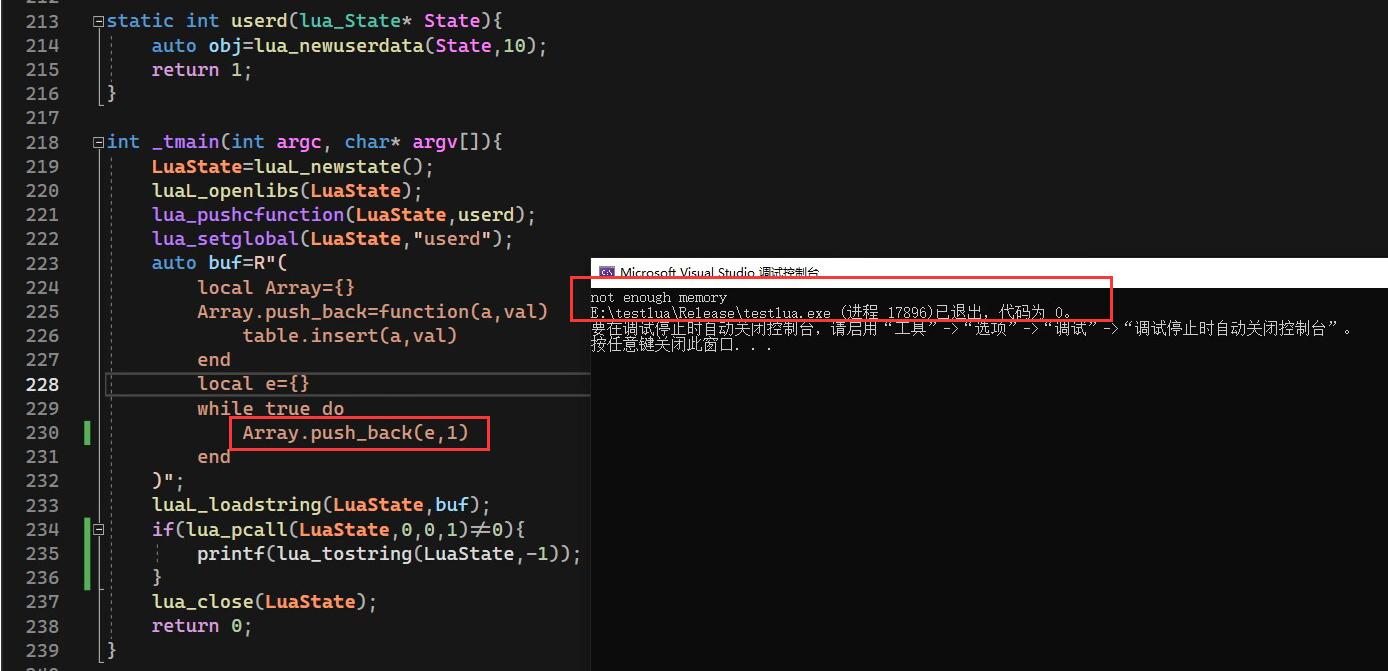 212
213 static int userd(lua_State* State){
214 auto obj=lua_newuserdata(State,10);
215 return 1;
216 }
217
218 int _tmain(int argc, char* argv[]){
219 LuaState=luaL_newstate();
220 luaL_openlibs(LuaState);
221 lua_pushcfunction(LuaState,userd);
222 lua_setglobal(LuaState,"userd");
223 auto buf=R"(
224 local Array={}
225 Array.push_back=function(a,val)
226 table.insert(a,val)
227 end
228 local e={}
229 while true do
230 Array.push_back(e,1)
231 end
232 )";
233 luaL_loadstring(LuaState,buf);
234 if(lua_pcall(LuaState,0,0,1)≠0){
235 printf(lua_tostring(LuaState,-1));
236 }
237 lua_close(LuaState);
238 return 0;
239 }
240
Microsoft Visual Studio 调试控制台
not enough memory
E:\testlua\Release\testlua.exe (进程 17896)已退出，代码为 0。
要在调试停止时自动关闭控制台，请启用“工具”->“选项”->“调试”->“调试停止时自动关闭控制台”。
按任意键关闭此窗口. . .